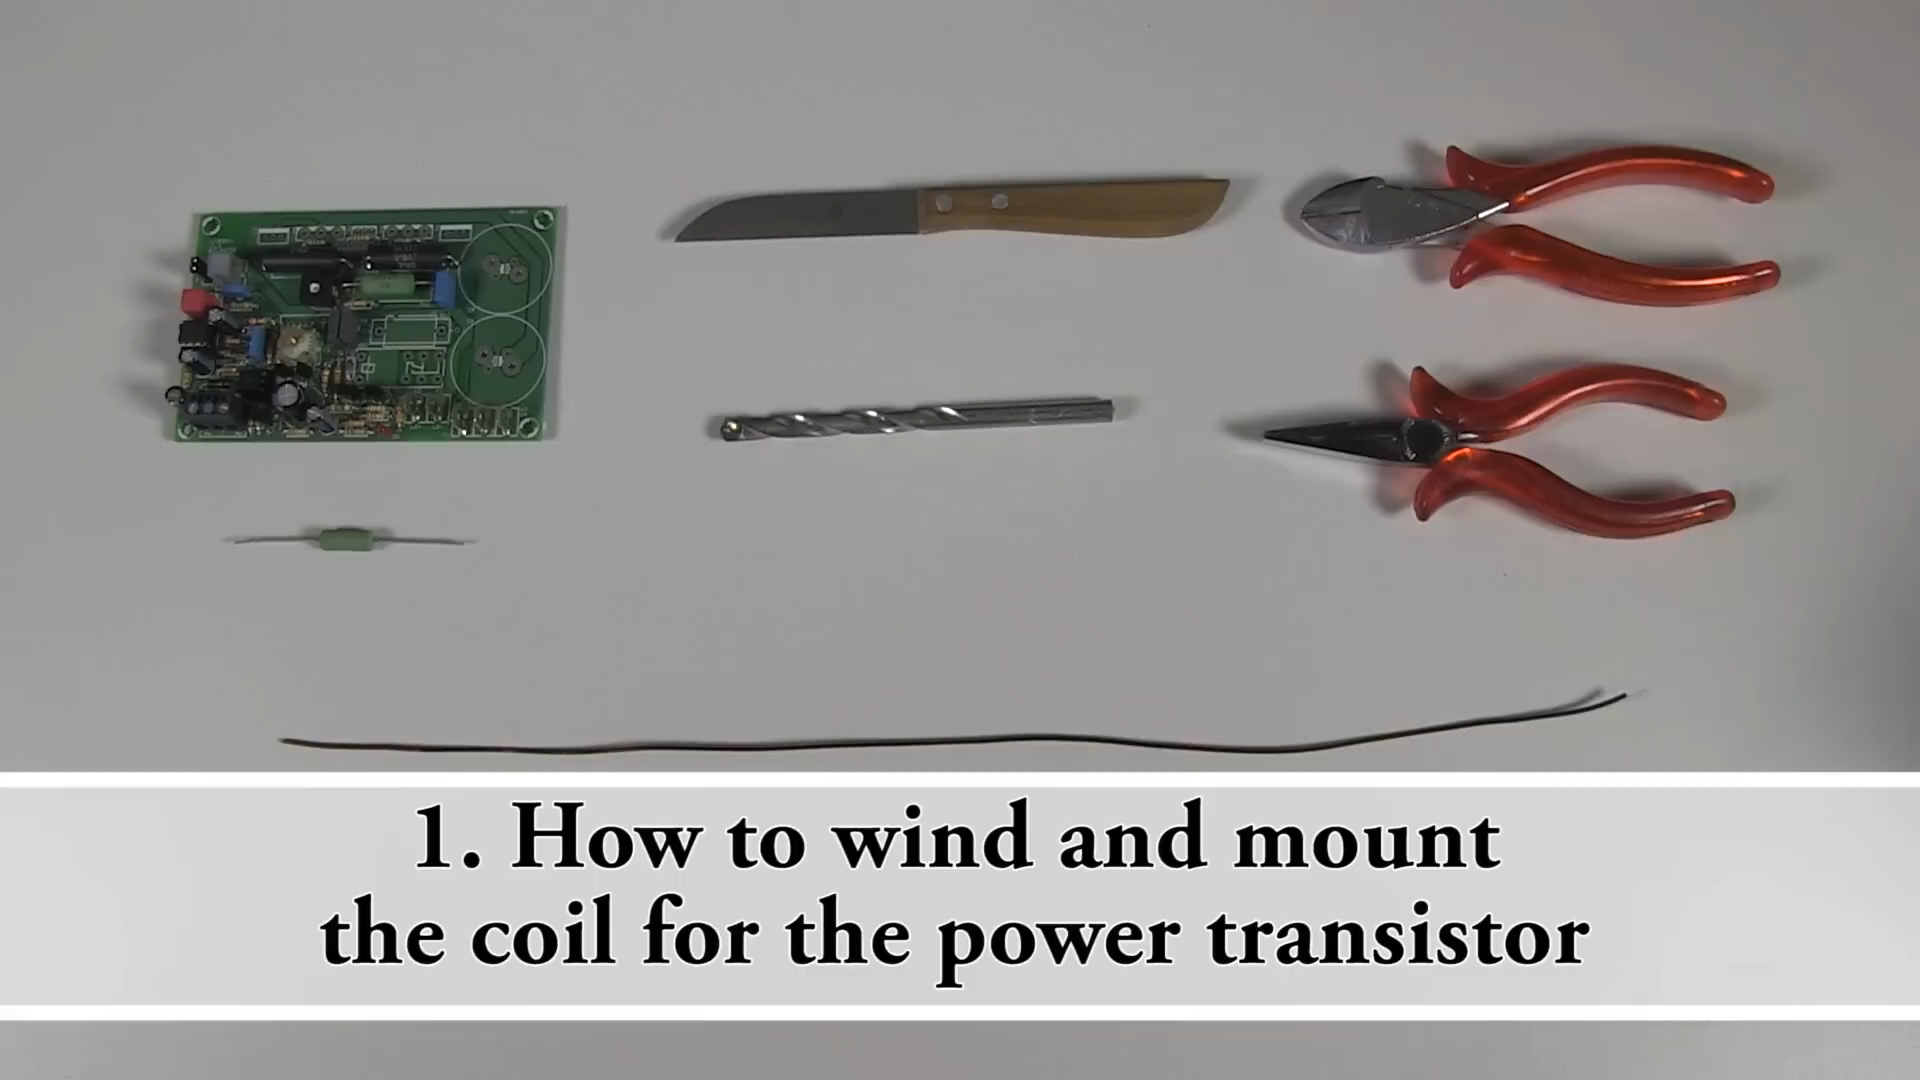 1. How to wind and mount
the coil for the power transistor